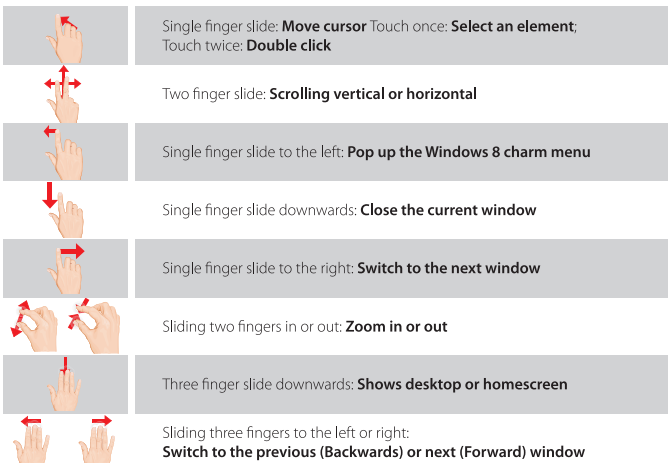 Single finger slide: Move cursor Touch once: Select an element;
Touch twice: Double click
Two finger slide: Scrolling vertical or horizontal
Single finger slide to the left: Pop up the Windows 8 charm menu
Single finger slide downwards: Close the current window
Single finger slide to the right: Switch to the next window
Sliding two fingers in or out: Zoom in or out
Three finger slide downwards: Shows desktop or homescreen
Sliding three fingers to the left or right:
Switch to the previous (Backwards) or next (Forward) window